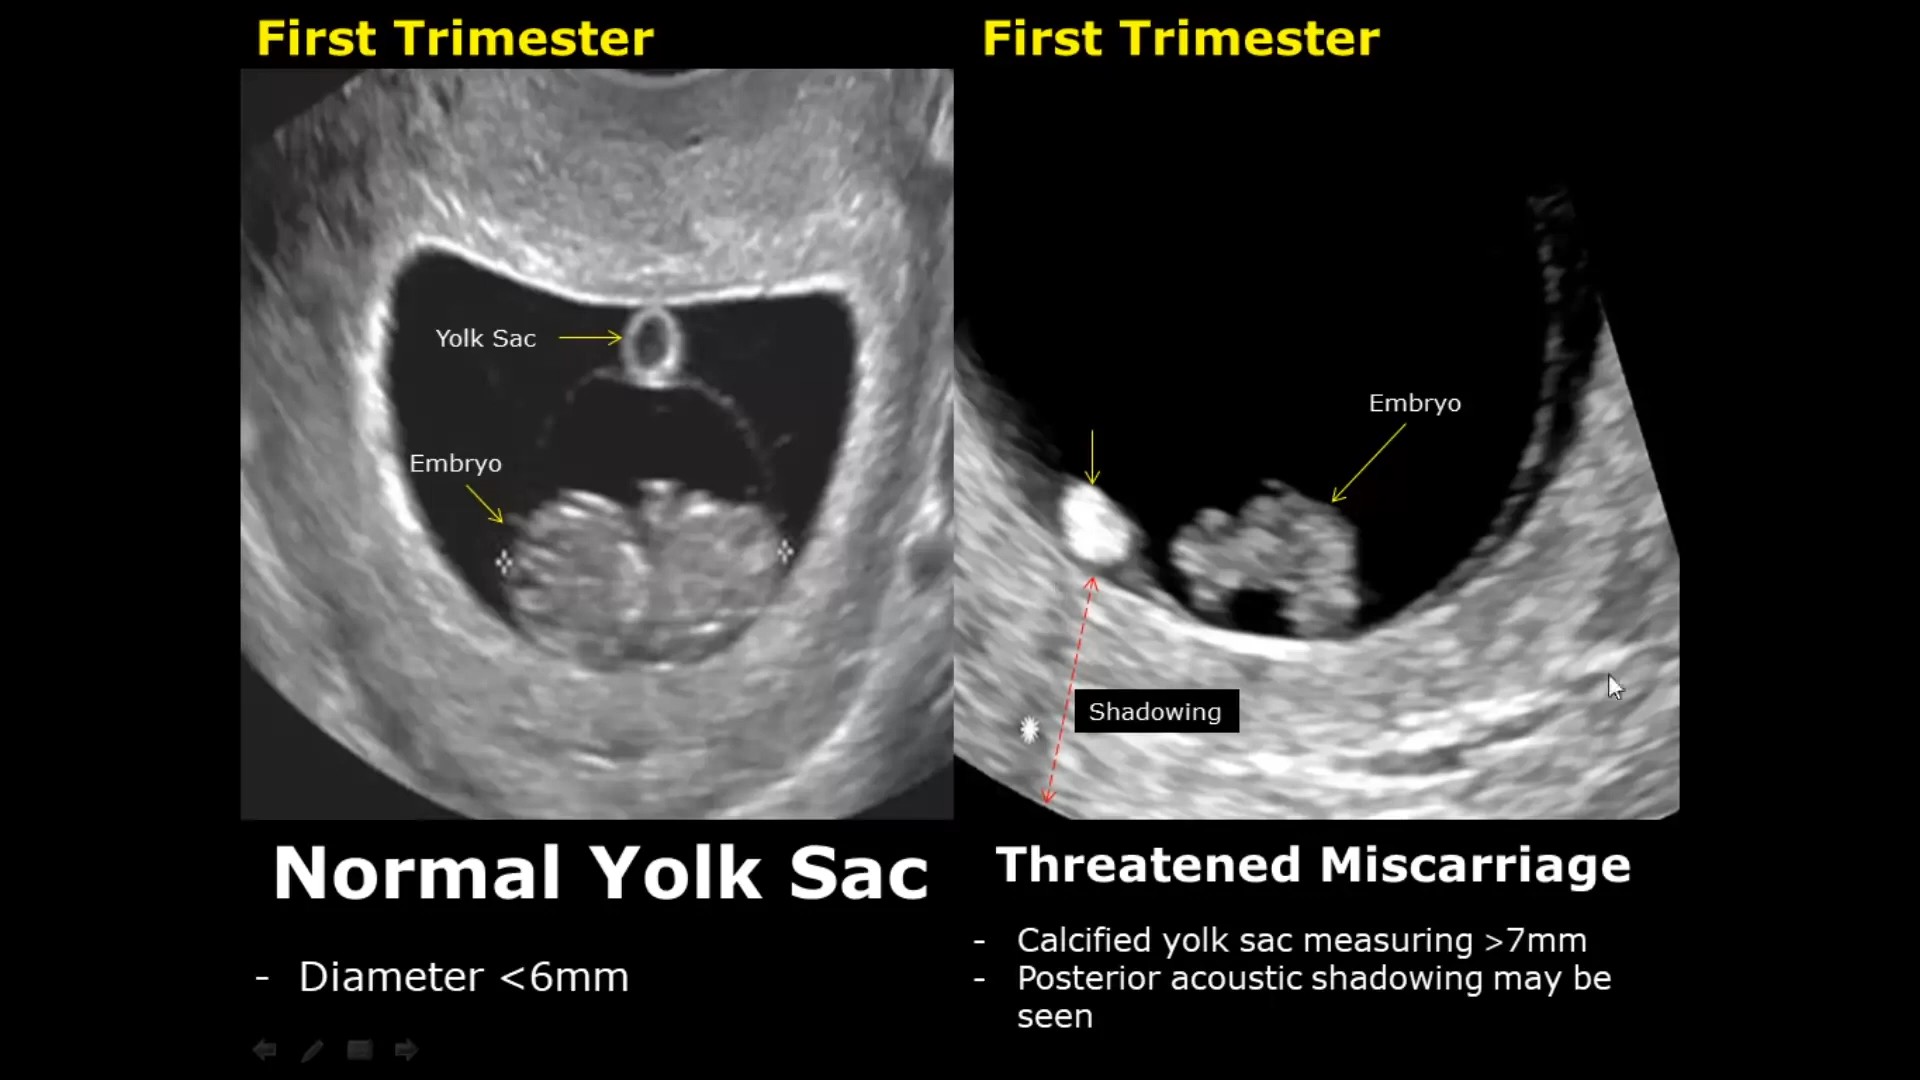 First Trimester
First Trimester
Yolk Sac
Embryo
Embryo
Shadowing
Normal Yolk Sac
- Diameter <6mm
Threatened Miscarriage
- Calcified yolk sac measuring >7mm
- Posterior acoustic shadowing may be
seen